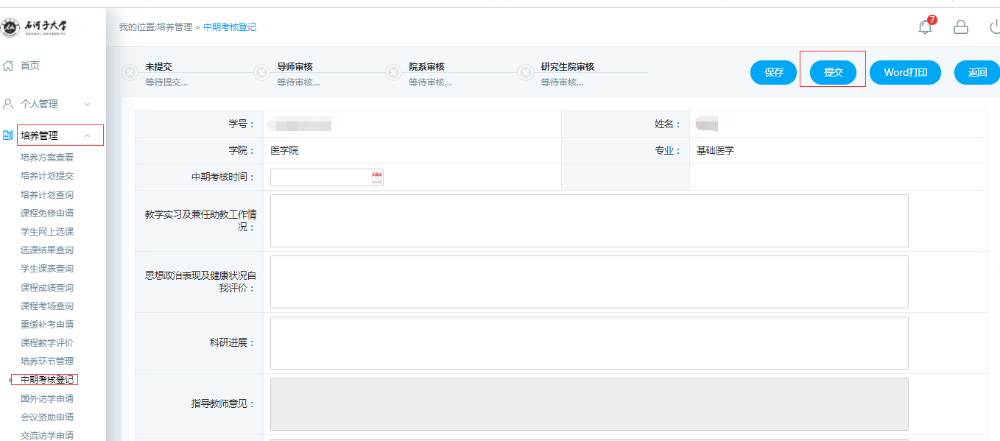 石河子大学
SHIHEZI UNIVERSITY
我的位置:培养管理 > 中期考核登记
7
首页
个人管理
培养管理
培养方案查看
培养计划提交
培养计划查询
课程免修申请
学生网上选课
选课结果查询
学生课表查询
课程成绩查询
课程考场查询
重缓补考申请
课程教学评价
培养环节管理
中期考核登记
国外访学申请
会议资助申请
交流访学申请
未提交
等待提交...
导师审核
等待审核...
院系审核
等待审核...
研究生院审核
等待审核...
保存
提交
Word打印
返回
学号：
姓名：
学院：
医学院
专业：
基础医学
中期考核时间：
教学实习及兼任助教工作情
况：
思想政治表现及健康状况自
我评价：
科研进展：
指导教师意见：